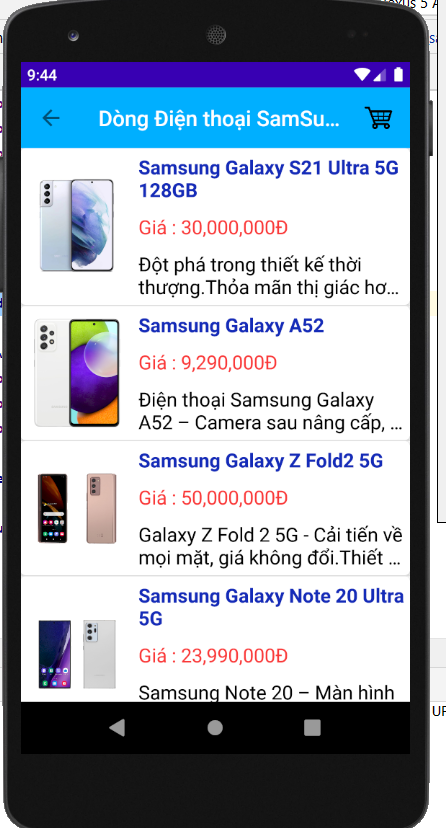 9:44
Dòng Điện thoại SamSu...
Samsung Galaxy S21 Ultra 5G
128GB
Giá : 30,000,000Đ
Đột phá trong thiết kế thời
thượng.Thỏa mãn thị giác hơ...
Samsung Galaxy A52
Giá : 9,290,000Đ
Điện thoại Samsung Galaxy
A52 – Camera sau nâng cấp, ...
Samsung Galaxy Z Fold2 5G
Giá : 50,000,000Đ
Galaxy Z Fold 2 5G - Cải tiến về
mọi mặt, giá không đổi.Thiết ...
Samsung Galaxy Note 20 Ultra
5G
Giá : 23,990,000Đ
Samsung Note 20 – Màn hình